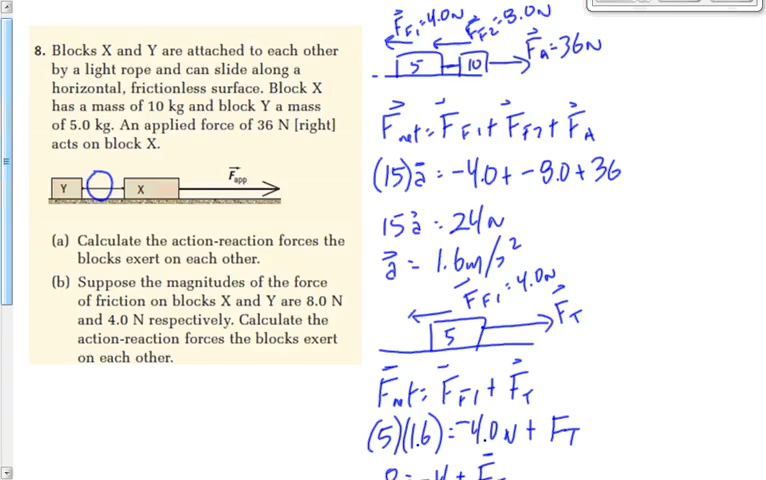 8. Blocks X and Y are attached to each other
by a light rope and can slide along a
horizontal, frictionless surface. Block X
has a mass of 10 kg and block Y a mass
of 5.0 kg. An applied force of 36 N [right]
acts on block X.
Y X F⃗app
(a) Calculate the action-reaction forces the
blocks exert on each other.
(b) Suppose the magnitudes of the force
of friction on blocks X and Y are 8.0 N
and 4.0 N respectively. Calculate the
action-reaction forces the blocks exert
on each other.
F⃗F1=4.0N F⃗F2=8.0N
5 10 F⃗a=36N
F⃗net = F⃗F1 + F⃗F2 + F⃗A
(15)a⃗ = -4.0 + -8.0 + 36
15a⃗ = 24N
a⃗ = 1.6m/s²
F⃗F1=4.0N
5 F⃗T
F⃗net = F⃗F1 + F⃗T
(5)(1.6) = -4.0N + FT